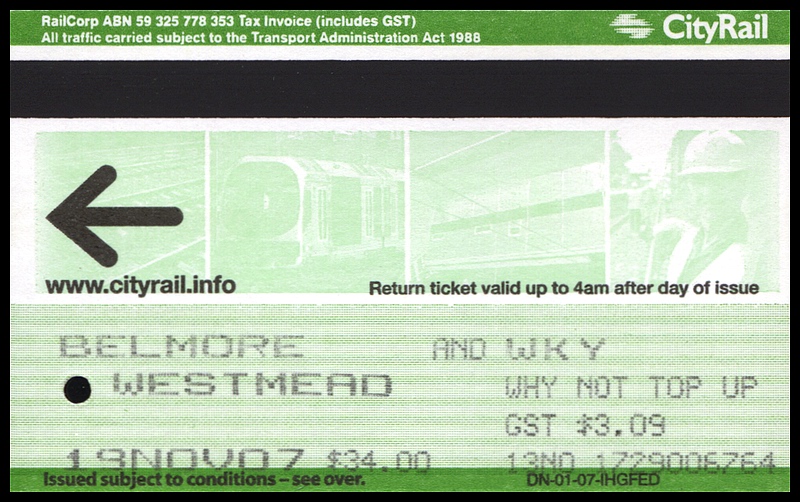 RailCorp ABN 59 325 778 353 Tax Invoice (includes GST)
All traffic carried subject to the Transport Administration Act 1988
CityRail
www.cityrail.info
Return ticket valid up to 4am after day of issue
BELMORE AND WKY
WESTMEAD WHY NOT TOP UP
GST $3.09
19NOV07 $34.00 13NO 1729006764
Issued subject to conditions – see over.
DN-01-07-IHGFED